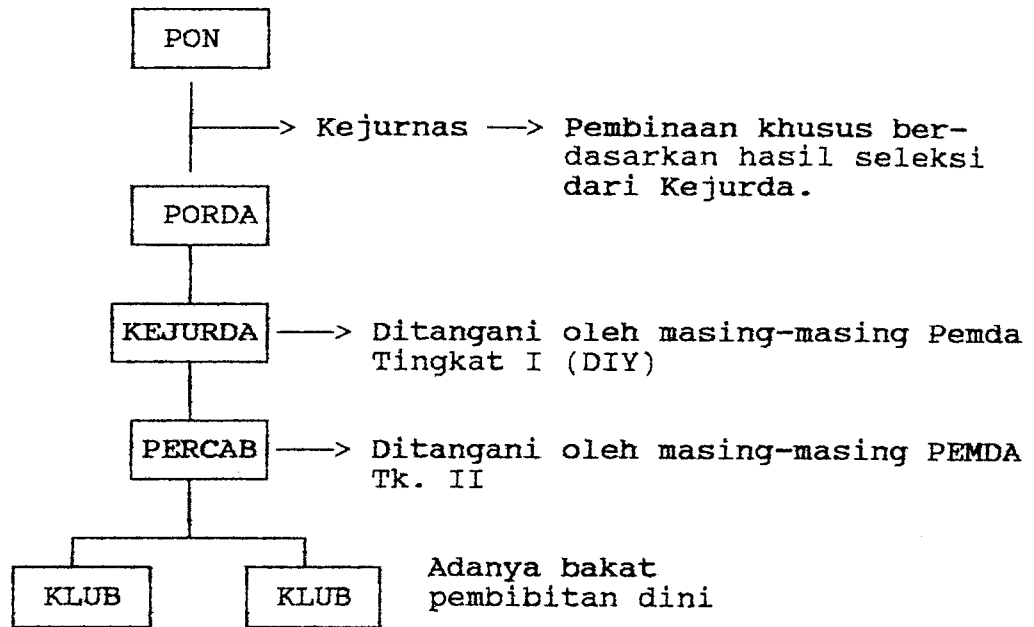 PON
Kejurnas —> Pembinaan khusus ber-
dasarkan hasil seleksi
dari Kejurda.
PORDA
KEJURDA —> Ditangani oleh masing-masing Pemda
Tingkat I (DIY)
PERCAB —> Ditangani oleh masing-masing PEMDA
Tk. II
KLUB
KLUB
Adanya bakat
pembibitan dini